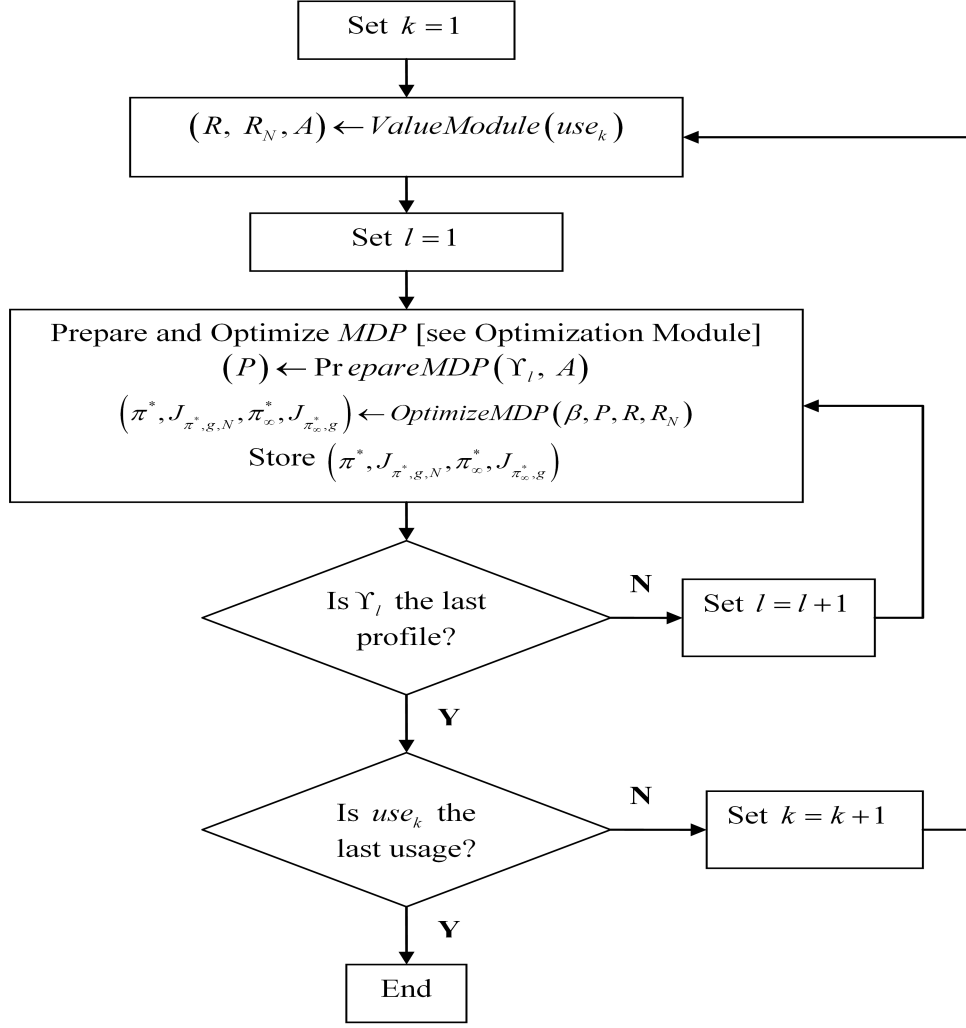 Set k = 1
(R, R_N, A) ← ValueModule(use_k)
Set l = 1
Prepare and Optimize MDP [see Optimization Module]
(P) ← PrepareMDP(ϒ_l, A)
(π*, J_{π*,g,N}, π*_∞, J_{π*_∞,g}) ← OptimizeMDP(β, P, R, R_N)
Store (π*, J_{π*,g,N}, π*_∞, J_{π*_∞,g})
Is ϒ_l the last
profile?
N
Set l = l + 1
Y
Is use_k the
last usage?
N
Set k = k + 1
Y
End